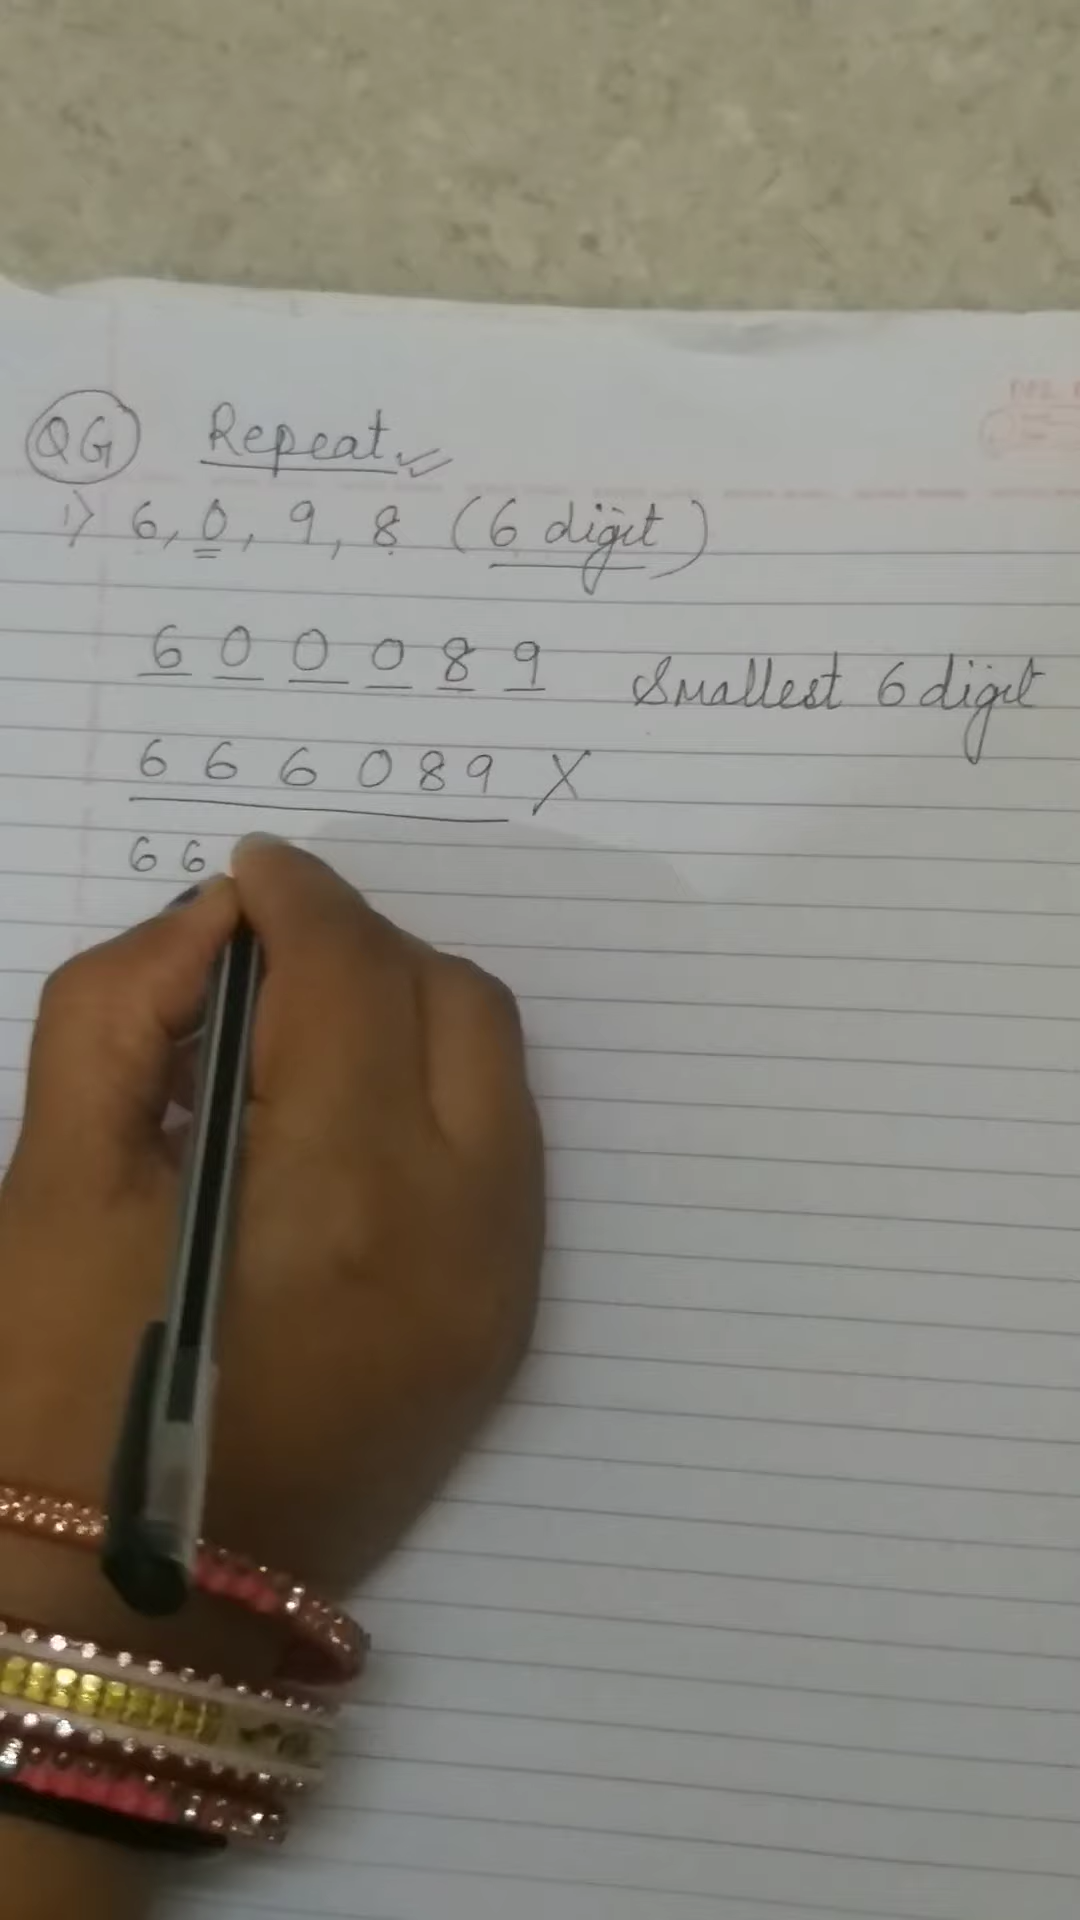 QG Repeat
1) 6, 0, 9, 8 (6 digit)
6 0 0 0 8 9 Smallest 6 digit
6 6 6 0 8 9 X
6 6